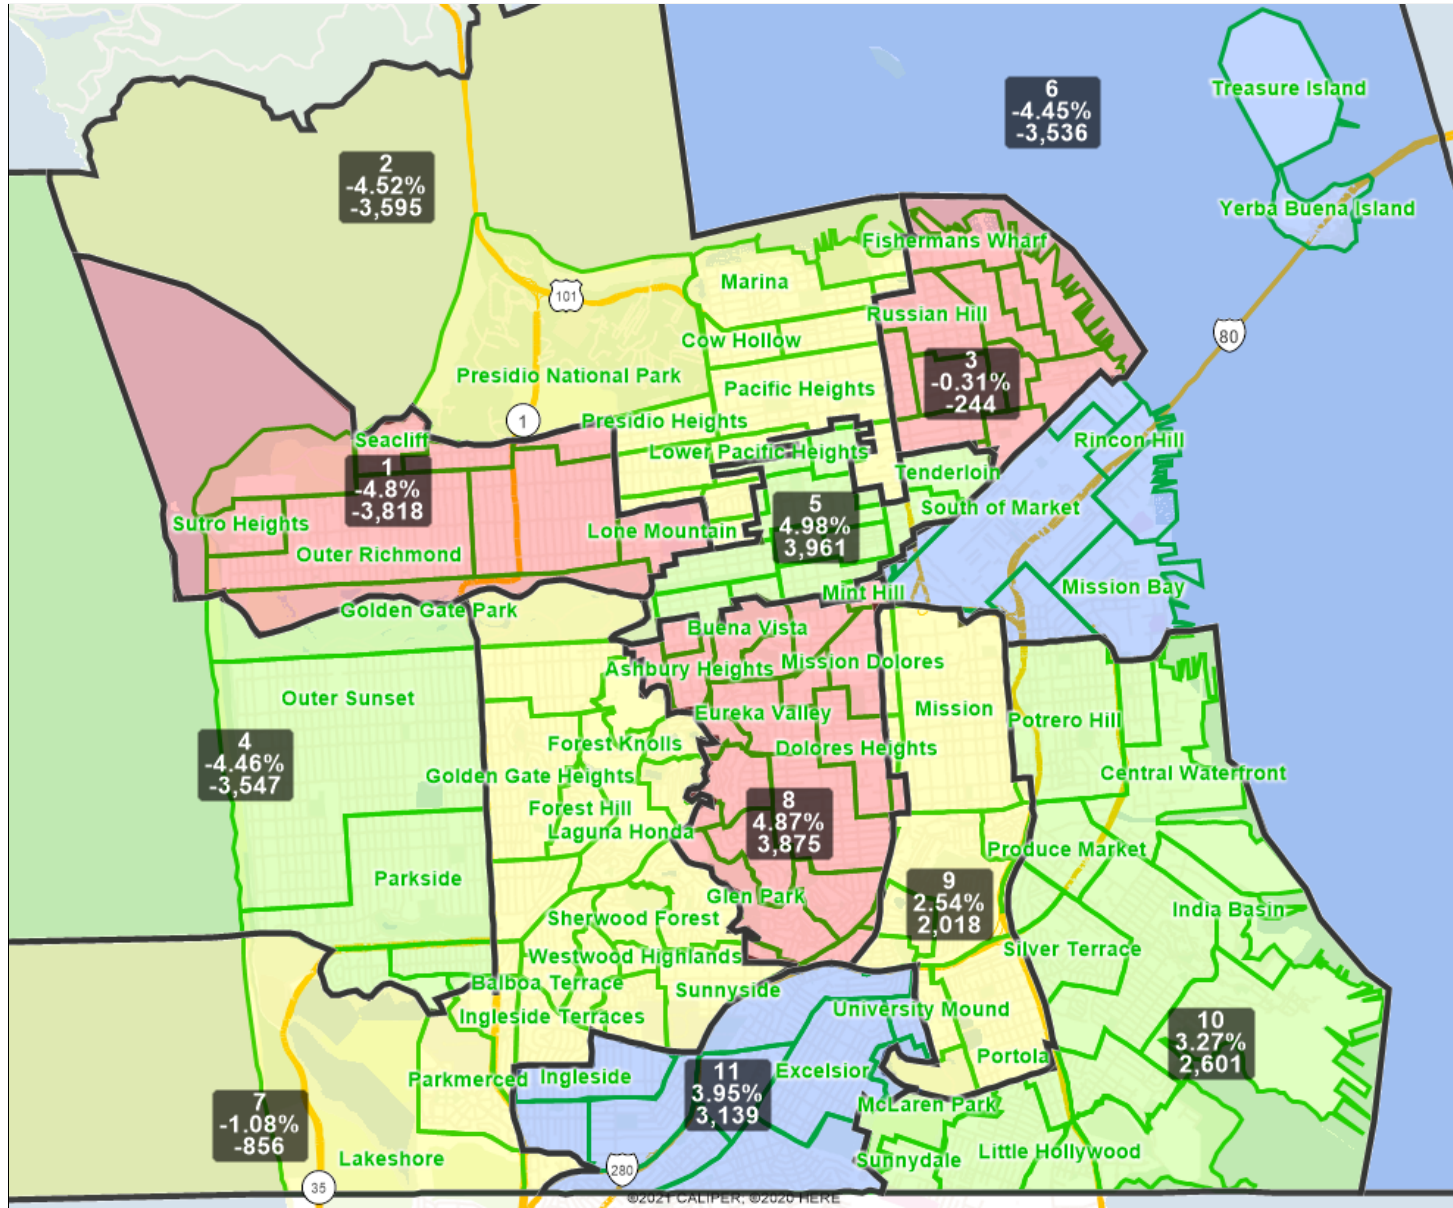 6
-4.45%
-3,536
Treasure Island
2
-4.52%
-3,595
Yerba Buena Island
Fishermans Wharf
Marina
101
Russian Hill
80
Cow Hollow
3
-0.31%
-244
Presidio National Park
Pacific Heights
1
Presidio Heights
Seacliff
Rincon Hill
Lower Pacific Heights
1
-4.8%
-3,818
Tenderloin
South of Market
Sutro Heights
5
4.98%
3,961
Lone Mountain
Outer Richmond
Mission Bay
Mint Hill
Golden Gate Park
Buena Vista
Ashbury Heights
Mission Dolores
Outer Sunset
Eureka Valley
Mission
Potrero Hill
4
-4.46%
-3,547
Forest Knolls
Dolores Heights
Golden Gate Heights
Central Waterfront
8
4.87%
3,875
Forest Hill
Laguna Honda
Produce Market
Parkside
9
2.54%
2,018
Glen Park
India Basin
Sherwood Forest
Silver Terrace
Westwood Highlands
Balboa Terrace
Sunnyside
University Mound
Ingleside Terraces
10
3.27%
2,601
Portola
Parkmerced
Ingleside
11
3.95%
3,139
Excelsior
7
-1.08%
-856
McLaren Park
Little Hollywood
Lakeshore
Sunnydale
280
35
©2021 CALIPER; ©2020 HERE